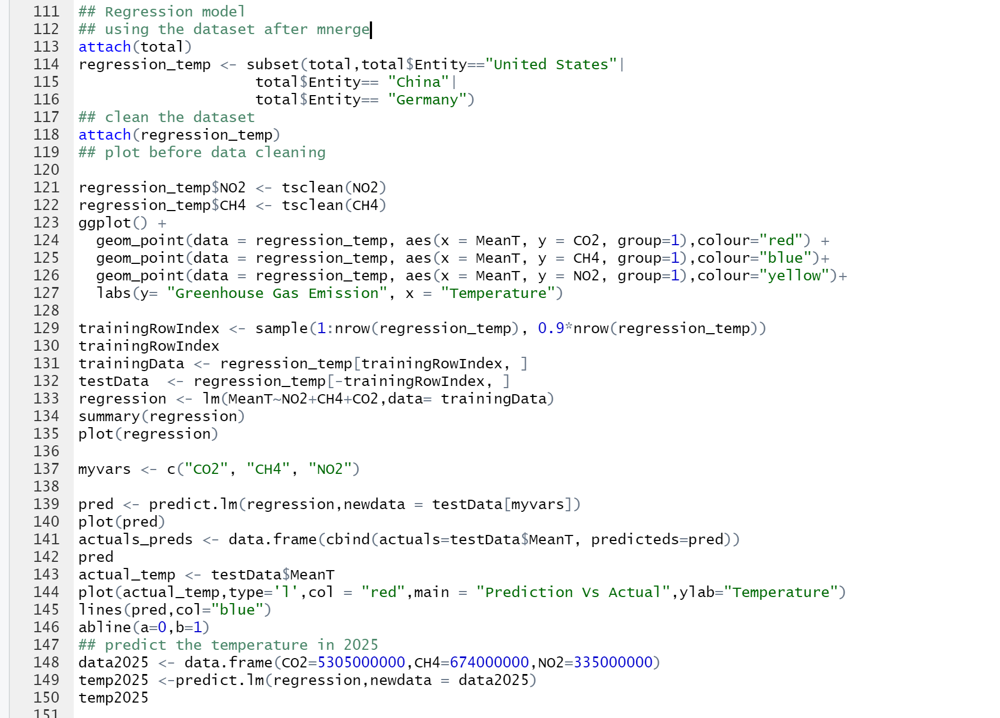 111 ## Regression model
112 ## using the dataset after mnerge
113 attach(total)
114 regression_temp <- subset(total,total$Entity=="United States"|
115                     total$Entity== "China"|
116                     total$Entity== "Germany")
117 ## clean the dataset
118 attach(regression_temp)
119 ## plot before data cleaning
120
121 regression_temp$NO2 <- tsclean(NO2)
122 regression_temp$CH4 <- tsclean(CH4)
123 ggplot() +
124   geom_point(data = regression_temp, aes(x = MeanT, y = CO2, group=1),colour="red") +
125   geom_point(data = regression_temp, aes(x = MeanT, y = CH4, group=1),colour="blue")+
126   geom_point(data = regression_temp, aes(x = MeanT, y = NO2, group=1),colour="yellow")+
127   labs(y= "Greenhouse Gas Emission", x = "Temperature")
128
129 trainingRowIndex <- sample(1:nrow(regression_temp), 0.9*nrow(regression_temp))
130 trainingRowIndex
131 trainingData <- regression_temp[trainingRowIndex, ]
132 testData  <- regression_temp[-trainingRowIndex, ]
133 regression <- lm(MeanT~NO2+CH4+CO2,data= trainingData)
134 summary(regression)
135 plot(regression)
136
137 myvars <- c("CO2", "CH4", "NO2")
138
139 pred <- predict.lm(regression,newdata = testData[myvars])
140 plot(pred)
141 actuals_preds <- data.frame(cbind(actuals=testData$MeanT, predicteds=pred))
142 pred
143 actual_temp <- testData$MeanT
144 plot(actual_temp,type='l',col = "red",main = "Prediction Vs Actual",ylab="Temperature")
145 lines(pred,col="blue")
146 abline(a=0,b=1)
147 ## predict the temperature in 2025
148 data2025 <- data.frame(CO2=5305000000,CH4=674000000,NO2=335000000)
149 temp2025 <-predict.lm(regression,newdata = data2025)
150 temp2025
151